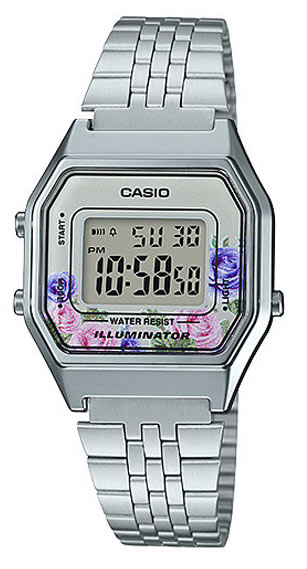 CASIO
START
SU 30
PM
10:58 50
LIGHT
WATER RESIST
ILLUMINATOR